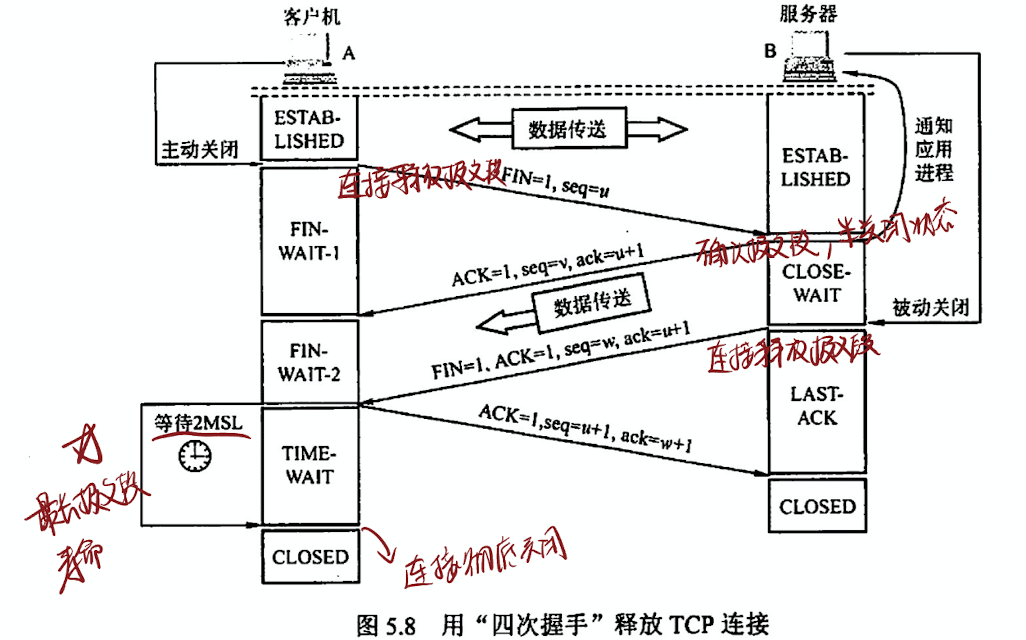 客户机
服务器
A
B
ESTAB-
LISHED
数据传送
ESTAB-
LISHED
通知
应用
进程
主动关闭
连接释放报文段
FIN=1, seq=u
FIN-
WAIT-1
确认报文段，半关闭状态
ACK=1, seq=v, ack=u+1
CLOSE-
WAIT
数据传送
被动关闭
FIN-
WAIT-2
FIN=1, ACK=1, seq=w, ack=u+1
连接释放报文段
LAST-
ACK
等待2MSL
ACK=1,seq=u+1, ack=w+1
TIME-
WAIT
最长报文段
寿命
CLOSED
CLOSED
连接彻底关闭
图 5.8 用“四次握手”释放 TCP 连接